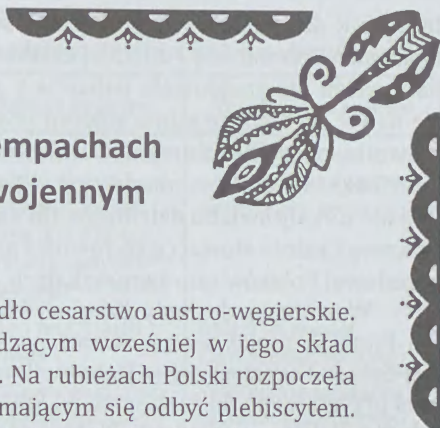 empachach
wojennym
dło cesarstwo austro-węgierskie.
dzącym wcześniej w jego skład
. Na rubieżach Polski rozpoczęła
mającym się odbyć plebiscytem.